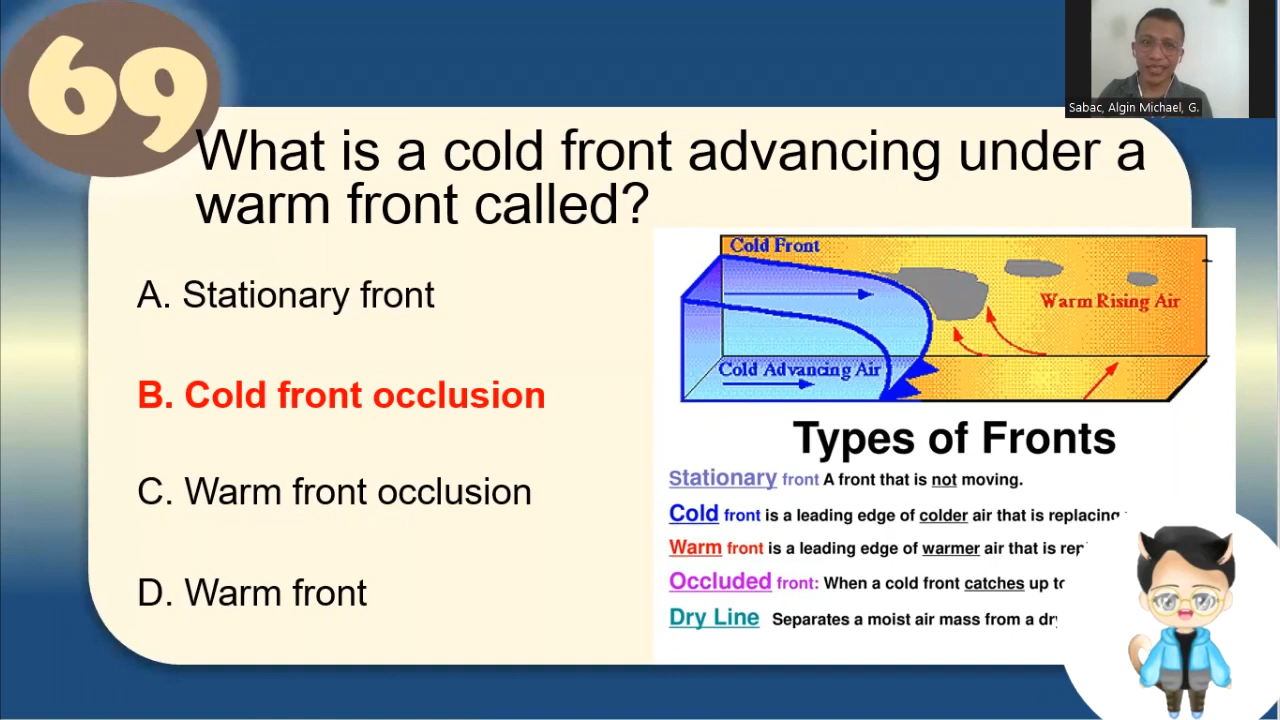 69
Sabac, Algin Michael, G.
What is a cold front advancing under a
warm front called?
A. Stationary front
B. Cold front occlusion
C. Warm front occlusion
D. Warm front
Cold Front
Warm Rising Air
Cold Advancing Air
Types of Fronts
Stationary front A front that is not moving.
Cold front is a leading edge of colder air that is replacing
Warm front is a leading edge of warmer air that is
Occluded front: When a cold front catches up to
Dry Line Separates a moist air mass from a